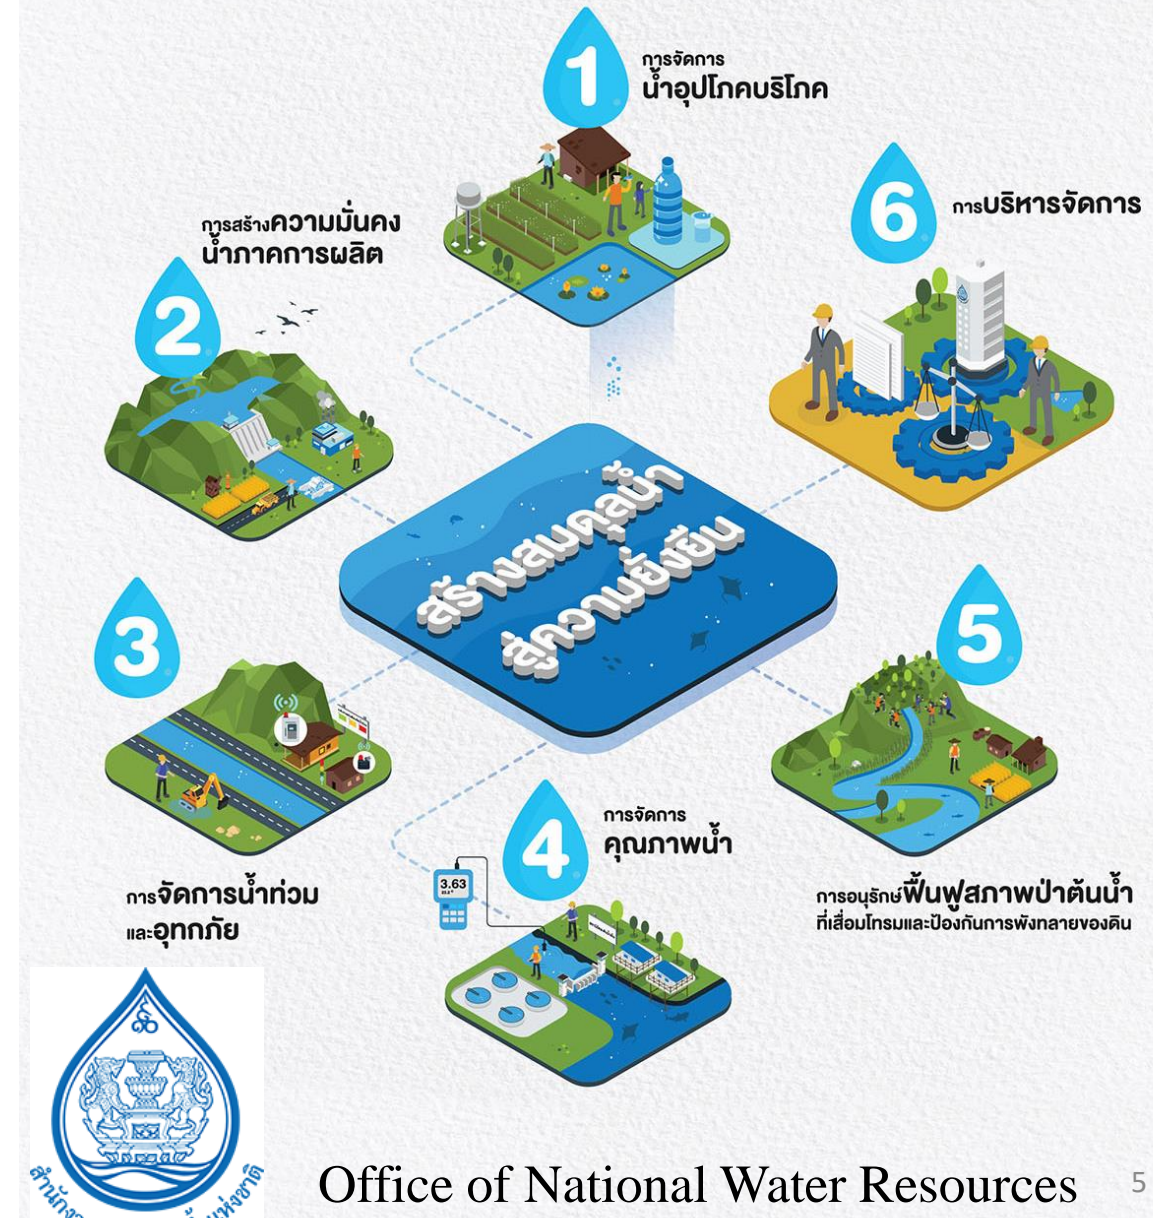 1
การจัดการ
น้ำอุปโภคบริโภค
6
การบริหารจัดการ
การสร้างความมั่นคง
น้ำภาคการผลิต
2
สร้างสมดุลน้ำ
สู่ความยั่งยืน
3
5
4
การจัดการ
คุณภาพน้ำ
3.63
การจัดการน้ำท่วม
และอุทกภัย
การอนุรักษ์ฟื้นฟูสภาพป่าต้นน้ำ
ที่เสื่อมโทรมและป้องกันการพังทลายของดิน
Office of National Water Resources
5